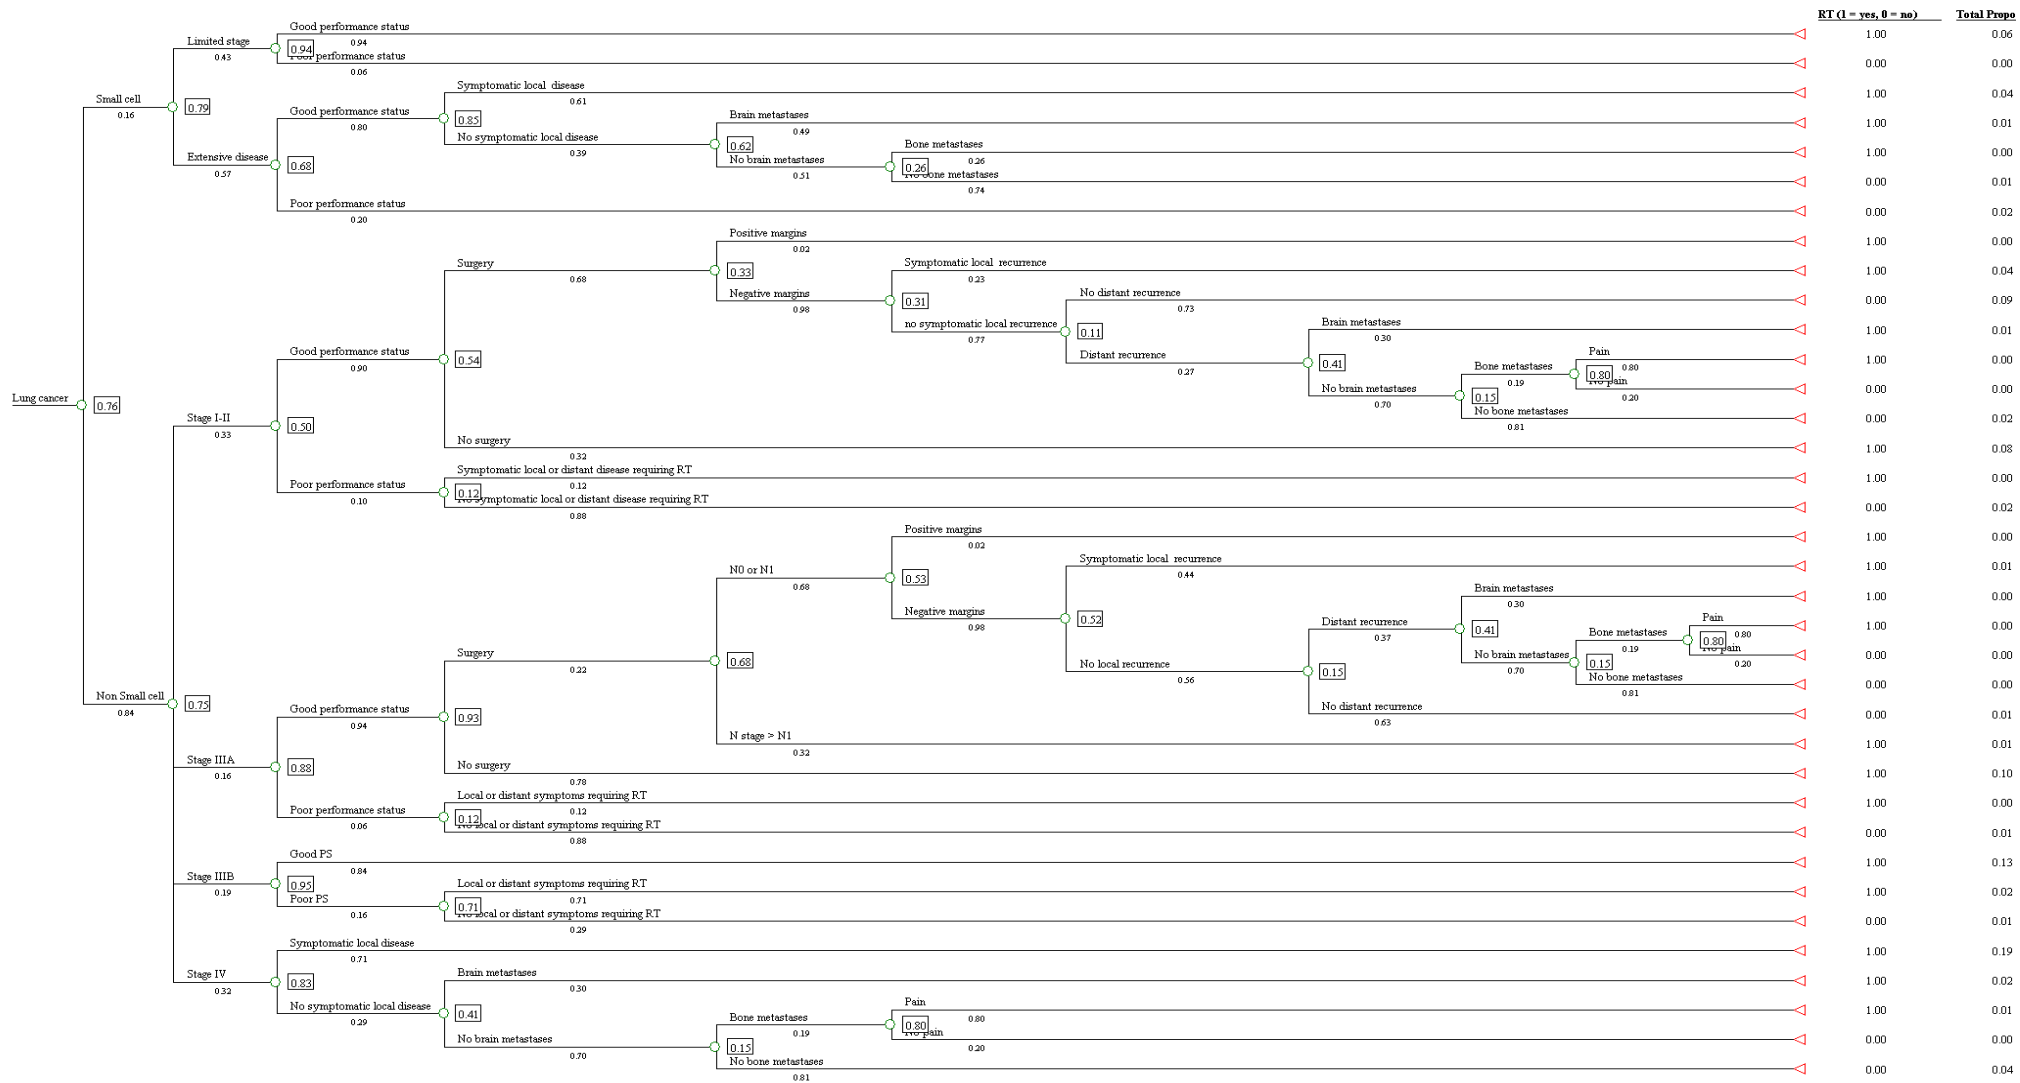 RT (1 = yes, 0 = no) Total Propo
Good performance status 1.00 0.06
Limited stage 0.94 0.94
0.43 performance status 0.00 0.00
0.06
Symptomatic local disease 1.00 0.04
Small cell 0.79 0.61
0.16 Good performance status 0.85 Brain metastases 1.00 0.01
0.80 No symptomatic local disease 0.49
0.39 0.62 Bone metastases 1.00 0.00
Extensive disease 0.68 No brain metastases 0.26 0.26
0.57 0.51 bone metastases 0.00 0.01
0.74
Poor performance status 0.00 0.02
0.20
Positive margins 1.00 0.00
0.02
Surgery 0.33 Symptomatic local recurrence 1.00 0.04
0.68 0.23
Negative margins 0.31 No distant recurrence 0.00 0.09
0.98 0.73
no symptomatic local recurrence 0.11 Brain metastases 1.00 0.01
0.77 0.30
Good performance status 0.54 Distant recurrence 0.41 Pain 1.00 0.00
0.90 0.27 Bone metastases 0.80 0.80
0.19 pain 0.00 0.00
No brain metastases 0.15 0.20
Lung cancer 0.76 0.70 No bone metastases 0.00 0.02
Stage I-II 0.50 0.81
0.33 No surgery 1.00 0.08
0.32
Symptomatic local or distant disease requiring RT 1.00 0.00
Poor performance status 0.12 0.12
0.10 symptomatic local or distant disease requiring RT 0.00 0.02
0.88
Positive margins 1.00 0.00
0.02
Symptomatic local recurrence 1.00 0.01
N0 or N1 0.53 0.44
0.68 Brain metastases 1.00 0.00
0.30
Negative margins 0.52 Pain 1.00 0.00
0.98 Distant recurrence 0.41 Bone metastases 0.80 0.80
0.37 0.19 pain 0.00 0.00
Surgery 0.68 No brain metastases 0.15 0.20
0.22 No local recurrence 0.15 0.70 No bone metastases 0.00 0.00
0.56 0.81
Non Small cell 0.75 No distant recurrence 0.00 0.01
0.84 Good performance status 0.93 0.63
0.94 N stage > N1 1.00 0.01
0.32
Stage IIIA 0.88 No surgery 1.00 0.10
0.16 0.78
Local or distant symptoms requiring RT 1.00 0.00
Poor performance status 0.12 0.12
0.06 local or distant symptoms requiring RT 0.00 0.01
0.88
Good PS 1.00 0.13
0.84
Stage IIIB 0.95 Local or distant symptoms requiring RT 1.00 0.02
0.19 Poor PS 0.71 0.71
0.16 local or distant symptoms requiring RT 0.00 0.01
0.29
Symptomatic local disease 1.00 0.19
0.71
Stage IV 0.83 Brain metastases 1.00 0.02
0.32 0.30
No symptomatic local disease 0.41 Pain 1.00 0.01
0.29 Bone metastases 0.80 0.80
0.19 pain 0.00 0.00
No brain metastases 0.15 0.20
0.70 No bone metastases 0.00 0.04
0.81